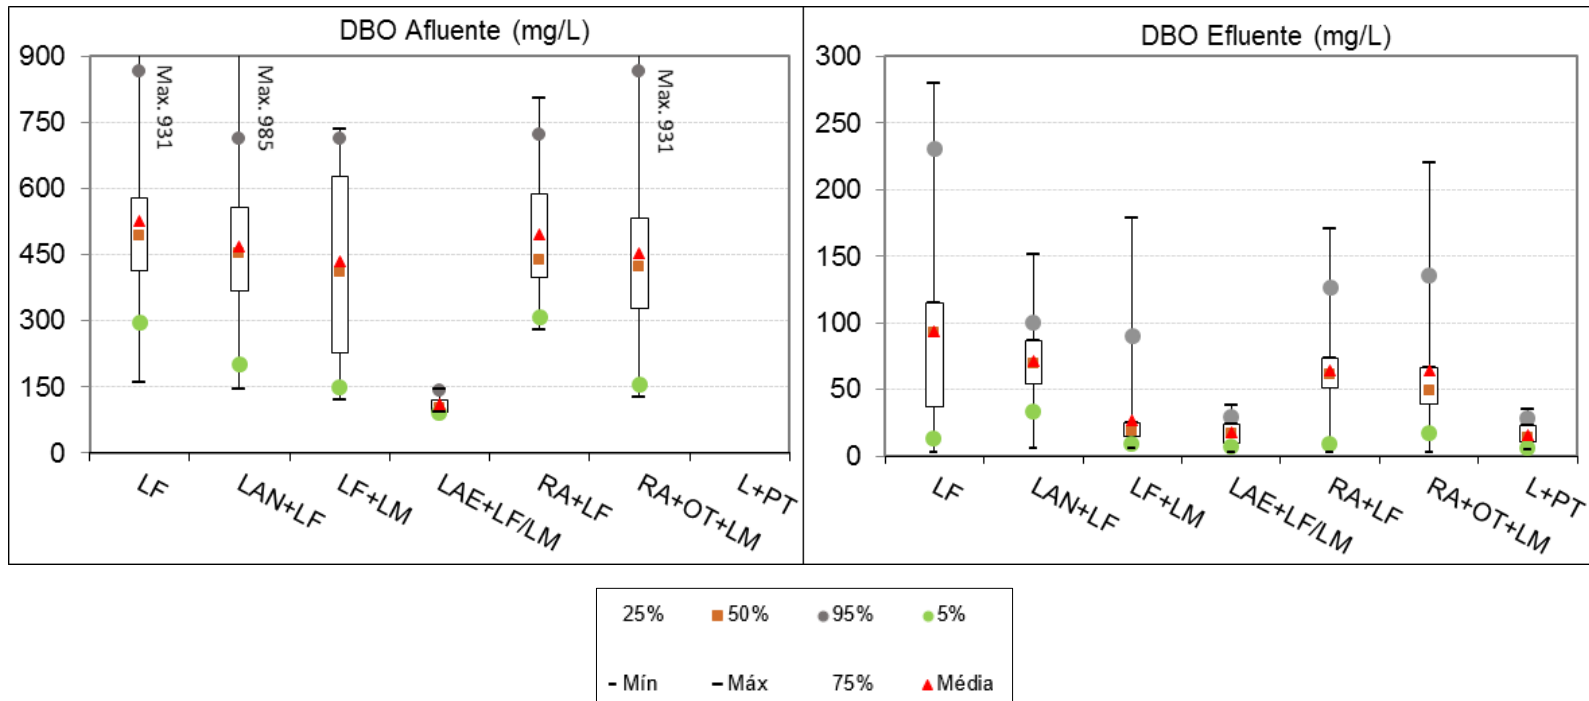 DBO Afluente (mg/L)
900
750
600
450
300
150
0
Max. 931
Max. 985
Max. 931
LF
LAN+LF
LF+LM
LAE+LF/LM
RA+LF
RA+OT+LM
L+PT
DBO Efluente (mg/L)
300
250
200
150
100
50
0
LF
LAN+LF
LF+LM
LAE+LF/LM
RA+LF
RA+OT+LM
L+PT
25% 50% 95% 5%
Mín Máx 75% Média